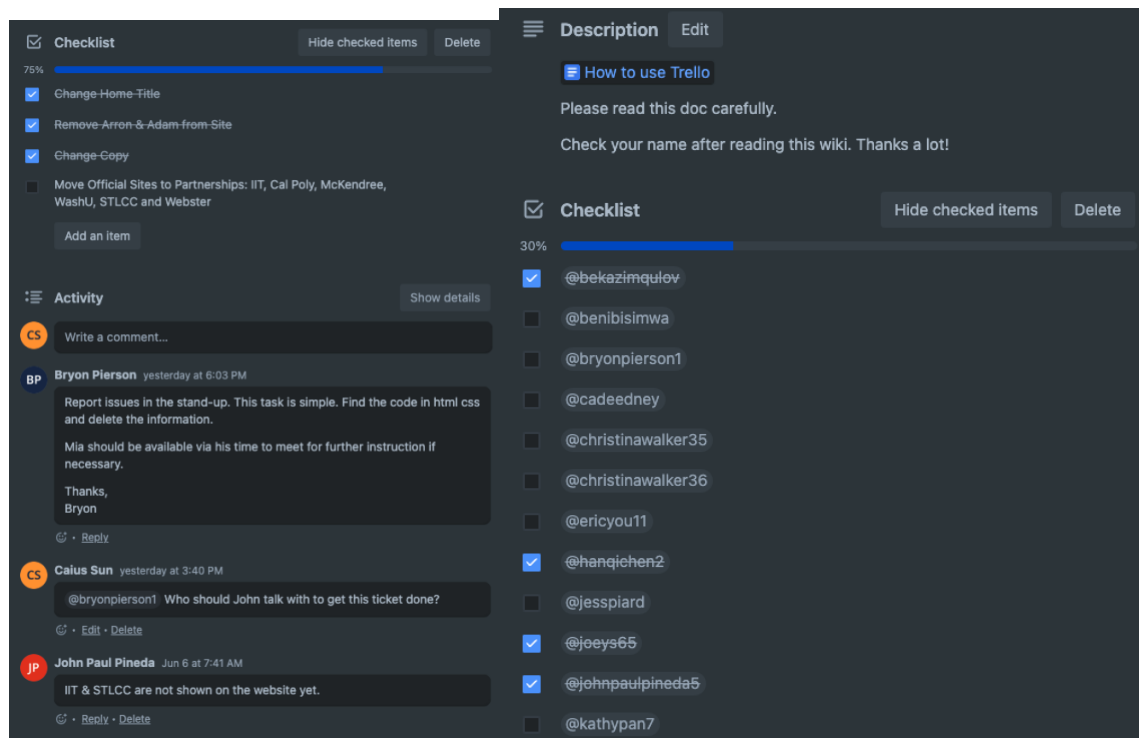 Checklist
Hide checked items
Delete
75%
Change Home Title
Remove Arron & Adam from Site
Change Copy
Move Official Sites to Partnerships: IIT, Cal Poly, McKendree,
WashU, STLCC and Webster
Add an item
Activity
Show details
CS
Write a comment...
BP
Bryon Pierson yesterday at 6:03 PM
Report issues in the stand-up. This task is simple. Find the code in html css
and delete the information.
Mia should be available via his time to meet for further instruction if
necessary.
Thanks,
Bryon
• Reply
CS
Caius Sun yesterday at 3:40 PM
@bryonpierson1 Who should John talk with to get this ticket done?
• Edit • Delete
JP
John Paul Pineda Jun 6 at 7:41 AM
IIT & STLCC are not shown on the website yet.
• Reply • Delete
Description
Edit
How to use Trello
Please read this doc carefully.
Check your name after reading this wiki. Thanks a lot!
Checklist
Hide checked items
Delete
30%
@bekazimqulov
@benibisimwa
@bryonpierson1
@cadeedney
@christinawalker35
@christinawalker36
@ericyou11
@hanqichen2
@jesspiard
@joeys65
@johnpaulpineda5
@kathypan7